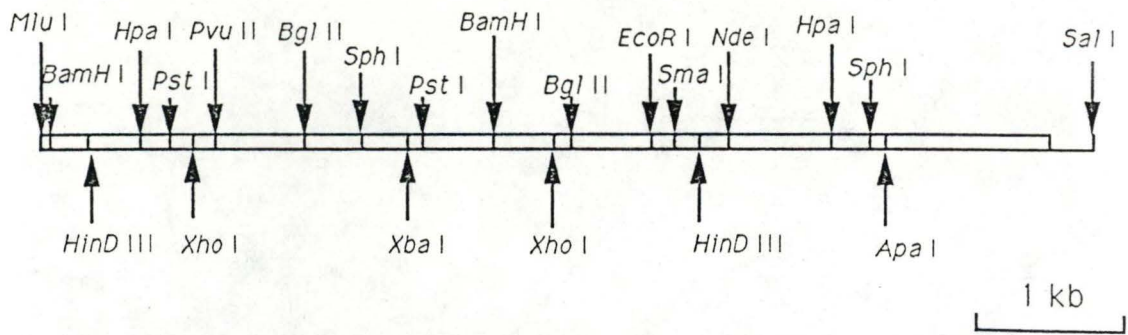 Mlu I Hpa I Pvu II Bgl II BamH I EcoR I Nde I Hpa I Sal I
BamH I Pst I Sph I Pst I Bgl II Sma I Sph I
HinD III Xho I Xba I Xho I HinD III Apa I
1 kb